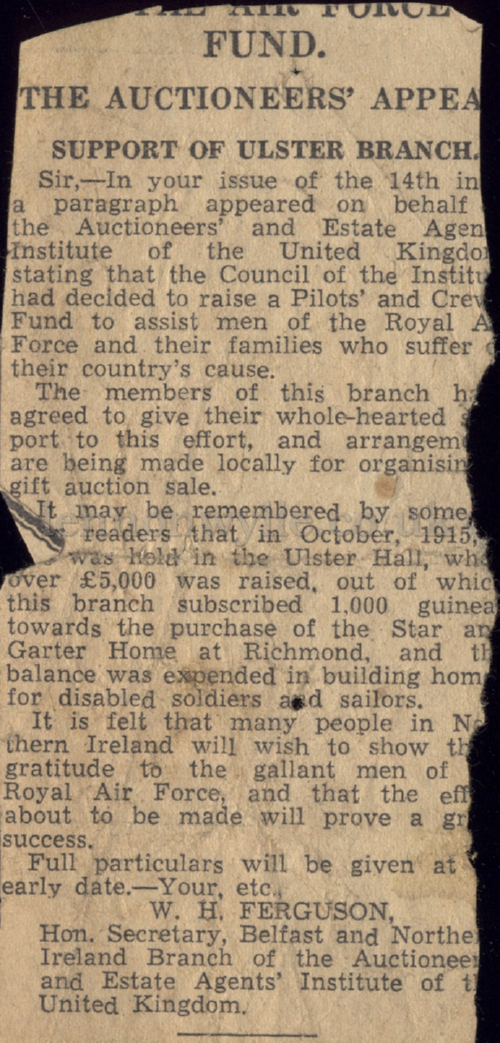 AIR FORCE
FUND.
THE AUCTIONEERS' APPEA
SUPPORT OF ULSTER BRANCH.
Sir,—In your issue of the 14th in
a paragraph appeared on behalf
the Auctioneers' and Estate Agen
Institute of the United Kingdo
stating that the Council of the Institu
had decided to raise a Pilots' and Crew
Fund to assist men of the Royal A
Force and their families who suffer
their country's cause.
The members of this branch ha
agreed to give their whole-hearted s
port to this effort, and arrangem
are being made locally for organisin
gift auction sale.
It may be remembered by some
readers that in October, 1915,
was held in the Ulster Hall, whe
over £5,000 was raised, out of whic
this branch subscribed 1,000 guinea
towards the purchase of the Star an
Garter Home at Richmond, and th
balance was expended in building hom
for disabled soldiers and sailors.
It is felt that many people in No
thern Ireland will wish to show th
gratitude to the gallant men of
Royal Air Force, and that the eff
about to be made will prove a gr
success.
Full particulars will be given at
early date.—Your, etc.,
W. H. FERGUSON,
Hon. Secretary, Belfast and Northe
Ireland Branch of the Auctioneer
and Estate Agents' Institute of t
United Kingdom.